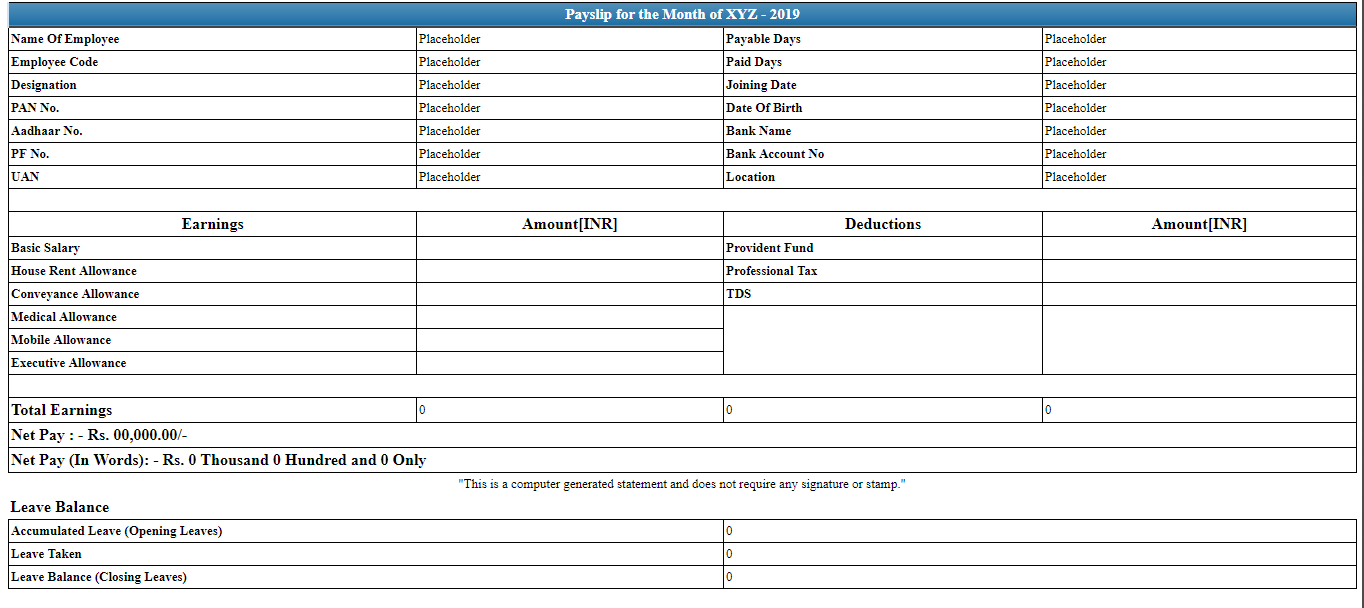 Payslip for the Month of XYZ - 2019
Name Of Employee Placeholder Payable Days Placeholder
Employee Code Placeholder Paid Days Placeholder
Designation Placeholder Joining Date Placeholder
PAN No. Placeholder Date Of Birth Placeholder
Aadhaar No. Placeholder Bank Name Placeholder
PF No. Placeholder Bank Account No Placeholder
UAN Placeholder Location Placeholder
Earnings Amount[INR] Deductions Amount[INR]
Basic Salary Provident Fund
House Rent Allowance Professional Tax
Conveyance Allowance TDS
Medical Allowance
Mobile Allowance
Executive Allowance
Total Earnings 0 0 0
Net Pay : - Rs. 00,000.00/-
Net Pay (In Words): - Rs. 0 Thousand 0 Hundred and 0 Only
"This is a computer generated statement and does not require any signature or stamp."
Leave Balance
Accumulated Leave (Opening Leaves) 0
Leave Taken 0
Leave Balance (Closing Leaves) 0